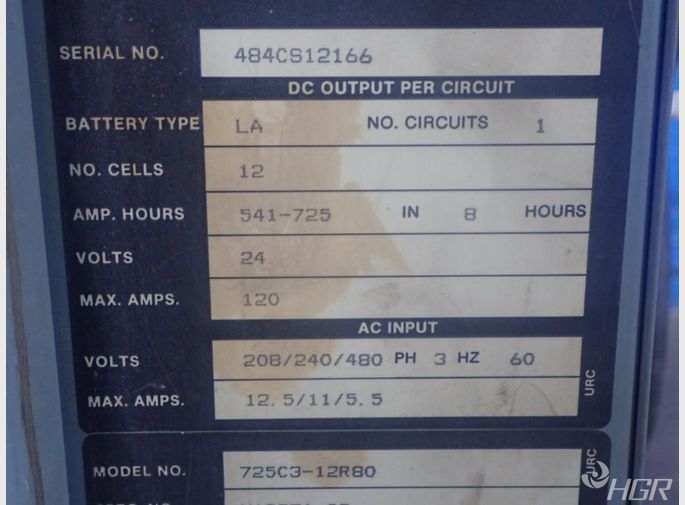 SERIAL NO. 484CS12166
DC OUTPUT PER CIRCUIT
BATTERY TYPE LA NO. CIRCUITS 1
NO. CELLS 12
AMP. HOURS 541-725 IN 8 HOURS
VOLTS 24
MAX. AMPS. 120
AC INPUT
VOLTS 208/240/480 PH 3 HZ 60
MAX. AMPS. 12.5/11/5.5
URC
MODEL NO. 725C3-12R80
URC
HGR